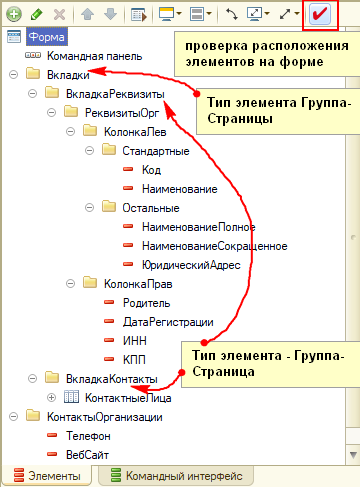 Форма
проверка расположения
элементов на форме
Командная панель
Вкладки
ВкладкаРеквизиты
Тип элемента Группа-
Страницы
РеквизитыОрг
КолонкаЛев
Стандартные
Код
Наименование
Остальные
НаименованиеПолное
НаименованиеСокращенное
ЮридическийАдрес
КолонкаПрав
Родитель
ДатаРегистрации
ИНН
КПП
Тип элемента - Группа-
Страница
ВкладкаКонтакты
КонтактныеЛица
КонтактыОрганизации
Телефон
ВебСайт
Элементы
Командный интерфейс